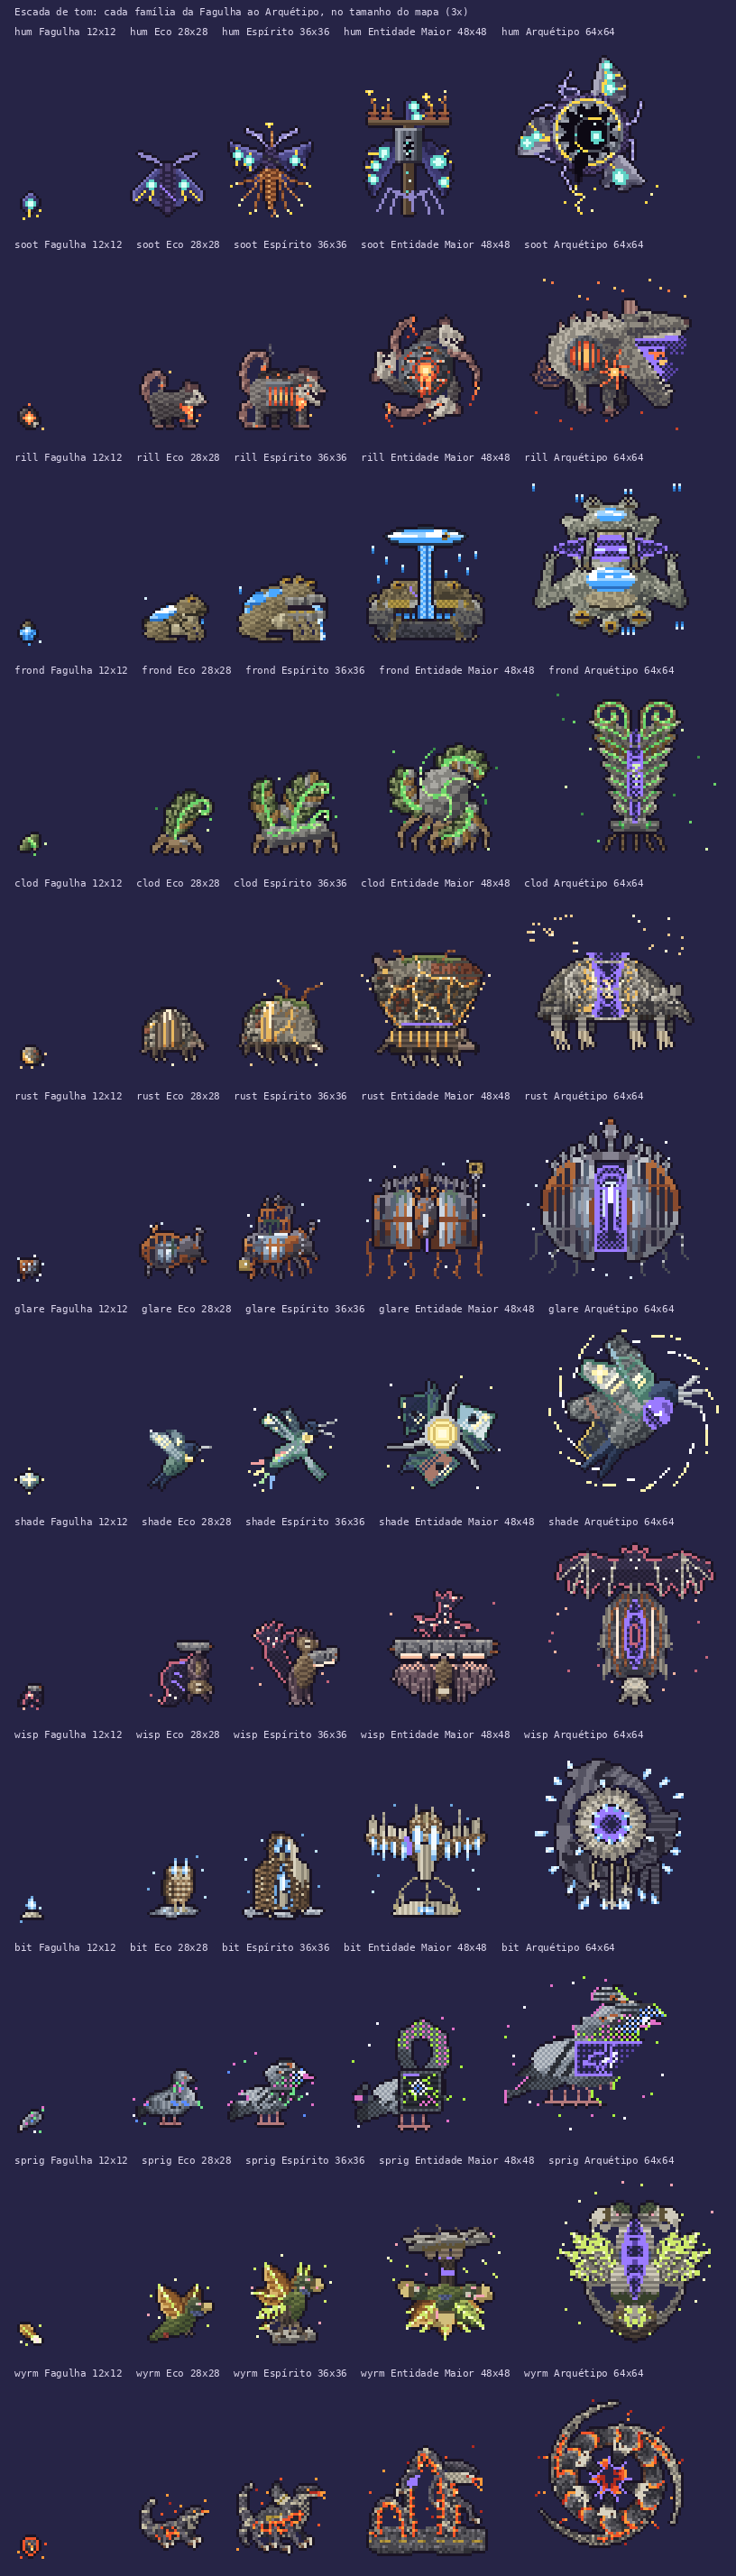 Escada de tom: cada família da Fagulha ao Arquétipo, no tamanho do mapa (3x)
hum Fagulha 12x12 hum Eco 28x28 hum Espírito 36x36 hum Entidade Maior 48x48 hum Arquétipo 64x64
soot Fagulha 12x12 soot Eco 28x28 soot Espírito 36x36 soot Entidade Maior 48x48 soot Arquétipo 64x64
rill Fagulha 12x12 rill Eco 28x28 rill Espírito 36x36 rill Entidade Maior 48x48 rill Arquétipo 64x64
frond Fagulha 12x12 frond Eco 28x28 frond Espírito 36x36 frond Entidade Maior 48x48 frond Arquétipo 64x64
clod Fagulha 12x12 clod Eco 28x28 clod Espírito 36x36 clod Entidade Maior 48x48 clod Arquétipo 64x64
rust Fagulha 12x12 rust Eco 28x28 rust Espírito 36x36 rust Entidade Maior 48x48 rust Arquétipo 64x64
glare Fagulha 12x12 glare Eco 28x28 glare Espírito 36x36 glare Entidade Maior 48x48 glare Arquétipo 64x64
shade Fagulha 12x12 shade Eco 28x28 shade Espírito 36x36 shade Entidade Maior 48x48 shade Arquétipo 64x64
wisp Fagulha 12x12 wisp Eco 28x28 wisp Espírito 36x36 wisp Entidade Maior 48x48 wisp Arquétipo 64x64
bit Fagulha 12x12 bit Eco 28x28 bit Espírito 36x36 bit Entidade Maior 48x48 bit Arquétipo 64x64
sprig Fagulha 12x12 sprig Eco 28x28 sprig Espírito 36x36 sprig Entidade Maior 48x48 sprig Arquétipo 64x64
wyrm Fagulha 12x12 wyrm Eco 28x28 wyrm Espírito 36x36 wyrm Entidade Maior 48x48 wyrm Arquétipo 64x64